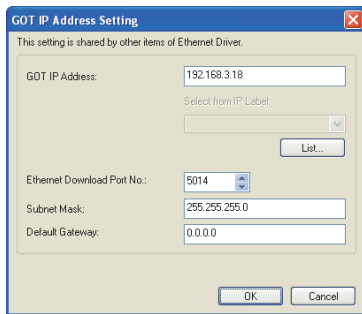 GOT IP Address Setting
This setting is shared by other items of Ethernet Driver.
GOT IP Address: 192.168.3.18
Select from IP Label:
List...
Ethernet Download Port No.: 5014
Subnet Mask: 255.255.255.0
Default Gateway: 0.0.0.0
OK Cancel